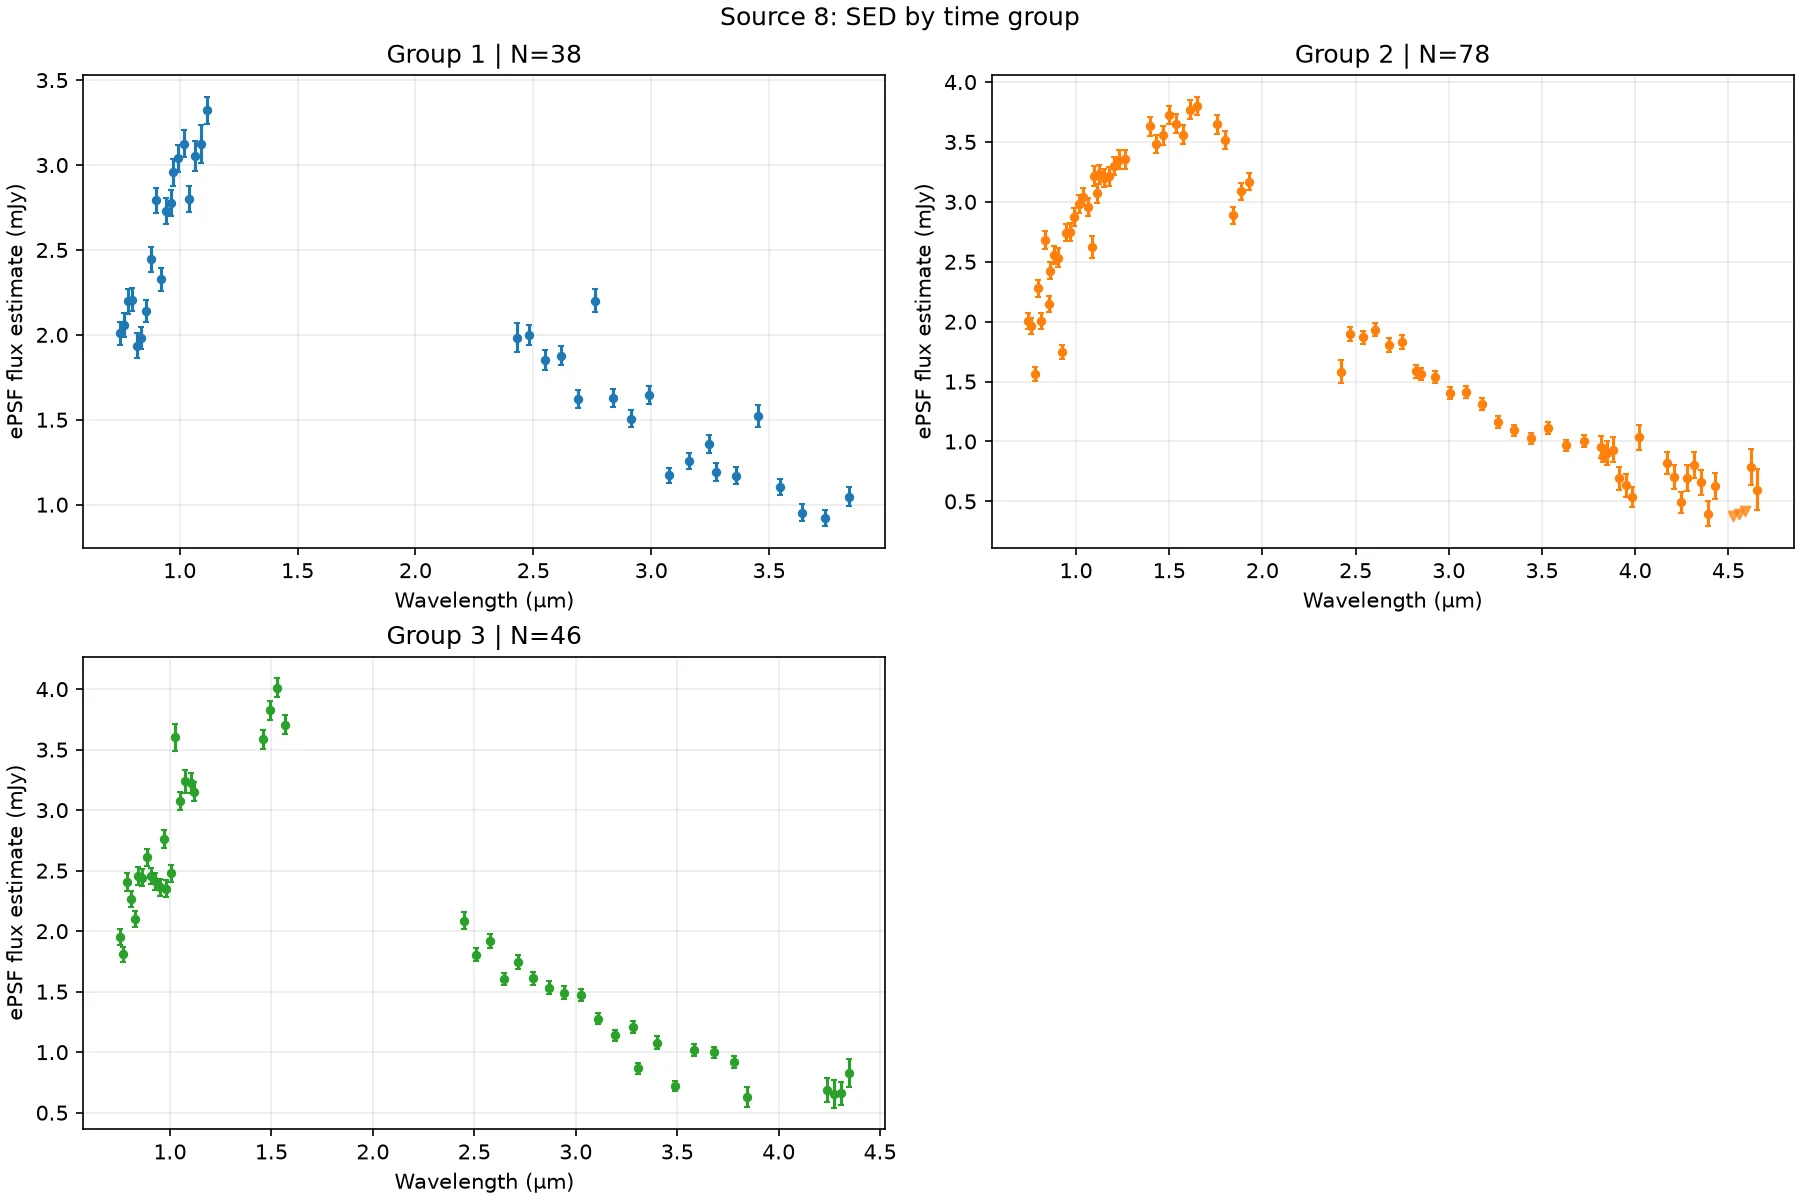 Source 8: SED by time group
Group 1 | N=38
3.5
3.0
2.5
2.0
1.5
1.0
ePSF flux estimate (mJy)
1.0 1.5 2.0 2.5 3.0 3.5
Wavelength (µm)
Group 2 | N=78
4.0
3.5
3.0
2.5
2.0
1.5
1.0
0.5
ePSF flux estimate (mJy)
1.0 1.5 2.0 2.5 3.0 3.5 4.0 4.5
Wavelength (µm)
Group 3 | N=46
4.0
3.5
3.0
2.5
2.0
1.5
1.0
0.5
ePSF flux estimate (mJy)
1.0 1.5 2.0 2.5 3.0 3.5 4.0 4.5
Wavelength (µm)